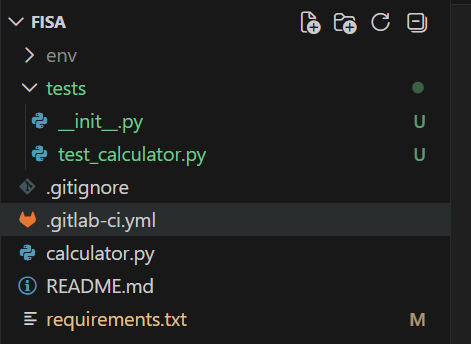 FISA
env
tests
__init__.py U
test_calculator.py U
.gitignore
.gitlab-ci.yml
calculator.py
README.md
requirements.txt M